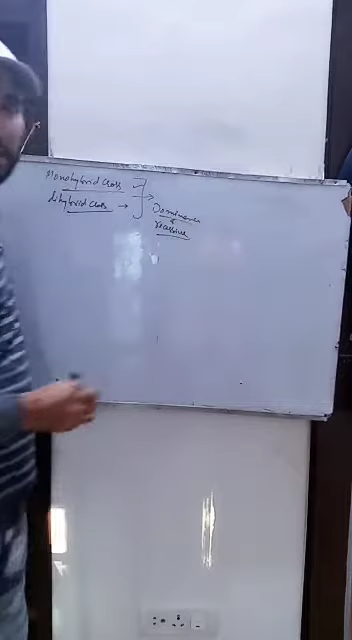 Monohybrid cross
dihybrid cross →
Dominance
&
recessive